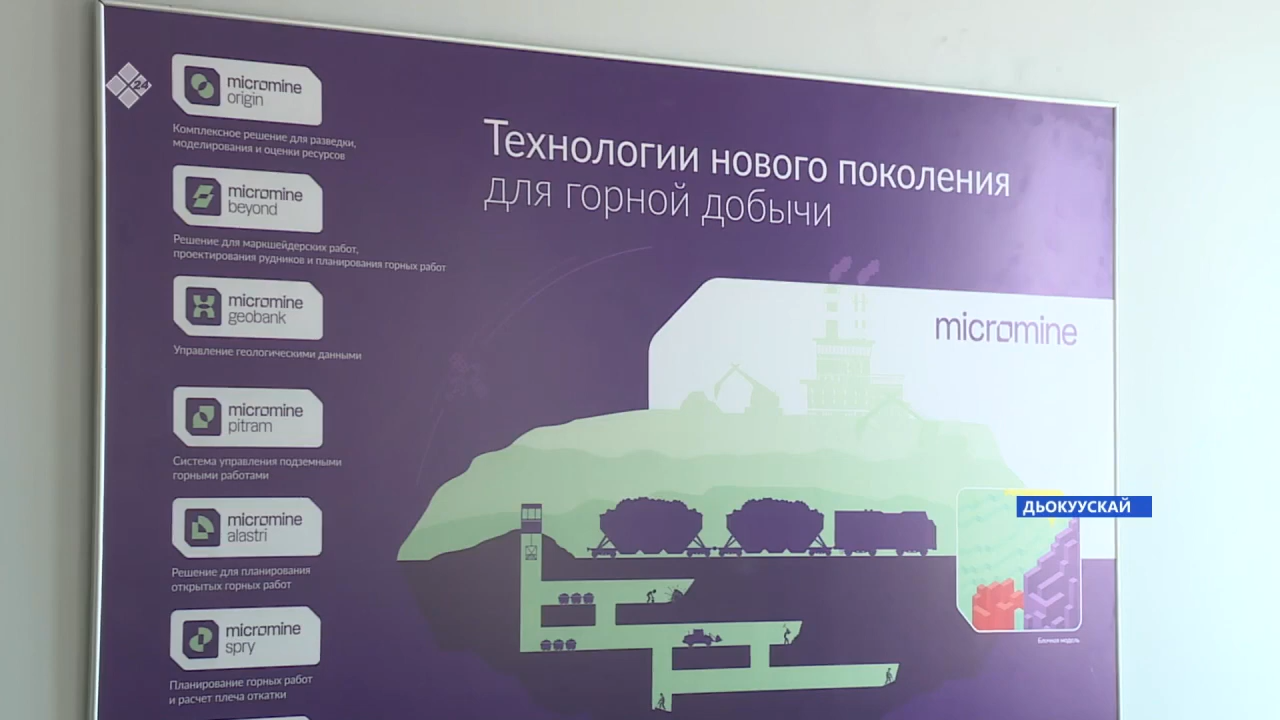 24
micromine
origin
Комплексное решение для разведки,
моделирования и оценки ресурсов
micromine
beyond
Решение для маркшейдерских работ,
проектирования рудников и планирования горных работ
micromine
geobank
Управление геологическими данными
micromine
pitram
Система управления подземными
горными работами
micromine
alastri
Решение для планирования
открытых горных работ
micromine
spry
Планирование горных работ
и расчет плеча откатки
Технологии нового поколения
для горной добычи
micromine
ДЬОКУУСКАЙ
Блочная модель